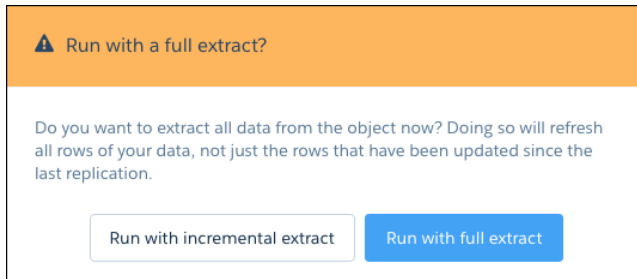 Run with a full extract?
Do you want to extract all data from the object now? Doing so will refresh
all rows of your data, not just the rows that have been updated since the
last replication.
Run with incremental extract
Run with full extract